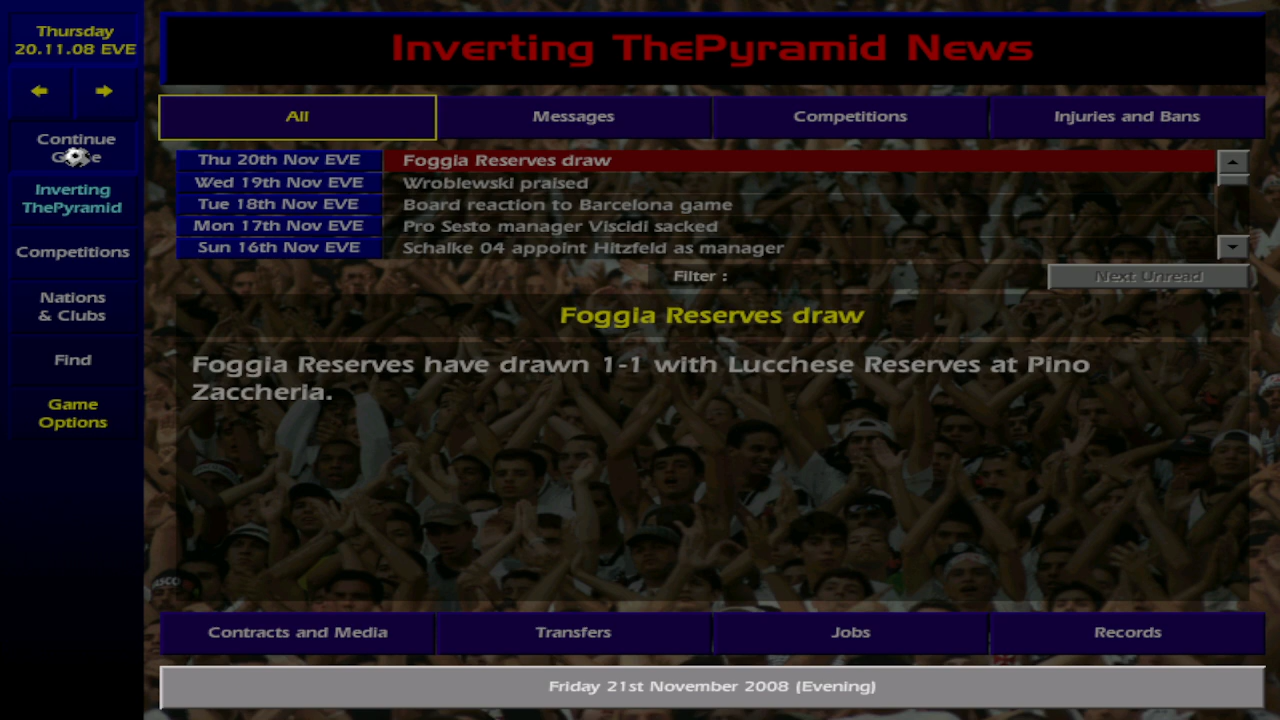 Thursday
20.11.08 EVE
Continue
Inverting
ThePyramid
Competitions
Nations
& Clubs
Find
Game
Options
Inverting ThePyramid News
All
Messages
Competitions
Injuries and Bans
Thu 20th Nov EVE Foggia Reserves draw
Wed 19th Nov EVE Wroblewski praised
Tue 18th Nov EVE Board reaction to Barcelona game
Mon 17th Nov EVE Pro Sesto manager Viscidi sacked
Sun 16th Nov EVE Schalke 04 appoint Hitzfeld as manager
Filter :
Next Unread
Foggia Reserves draw
Foggia Reserves have drawn 1-1 with Lucchese Reserves at Pino
Zaccheria.
Contracts and Media
Transfers
Jobs
Records
Friday 21st November 2008 (Evening)